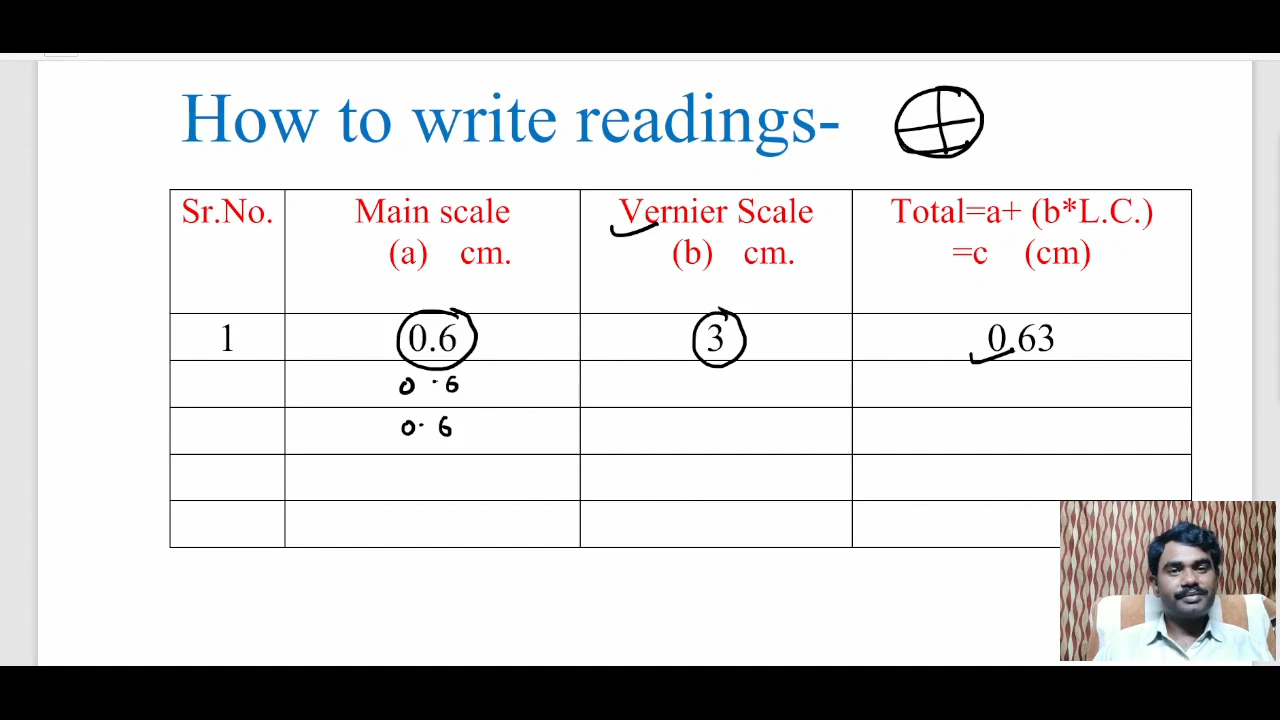 How to write readings-
Sr.No. Main scale Vernier Scale Total=a+ (b*L.C.)
(a) cm. (b) cm. =c (cm)
1 0.6 3 0.63
0.6
0.6